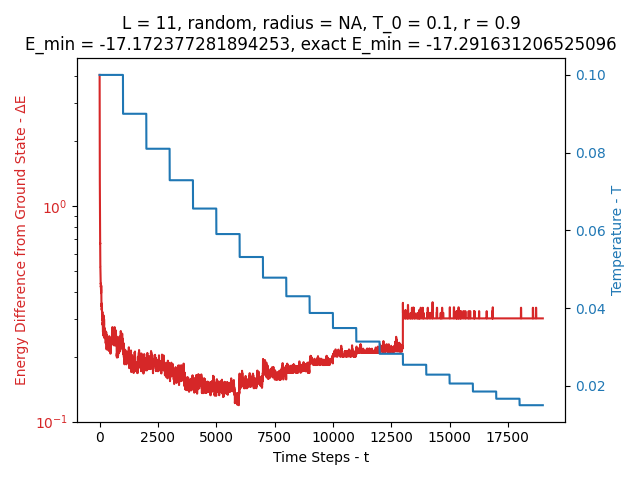 L = 11, random, radius = NA, T_0 = 0.1, r = 0.9
E_min = -17.172377281894253, exact E_min = -17.291631206525096
Energy Difference from Ground State - ΔE
10⁰
10⁻¹
0.10
0.08
0.06
0.04
0.02
Temperature - T
0 2500 5000 7500 10000 12500 15000 17500
Time Steps - t